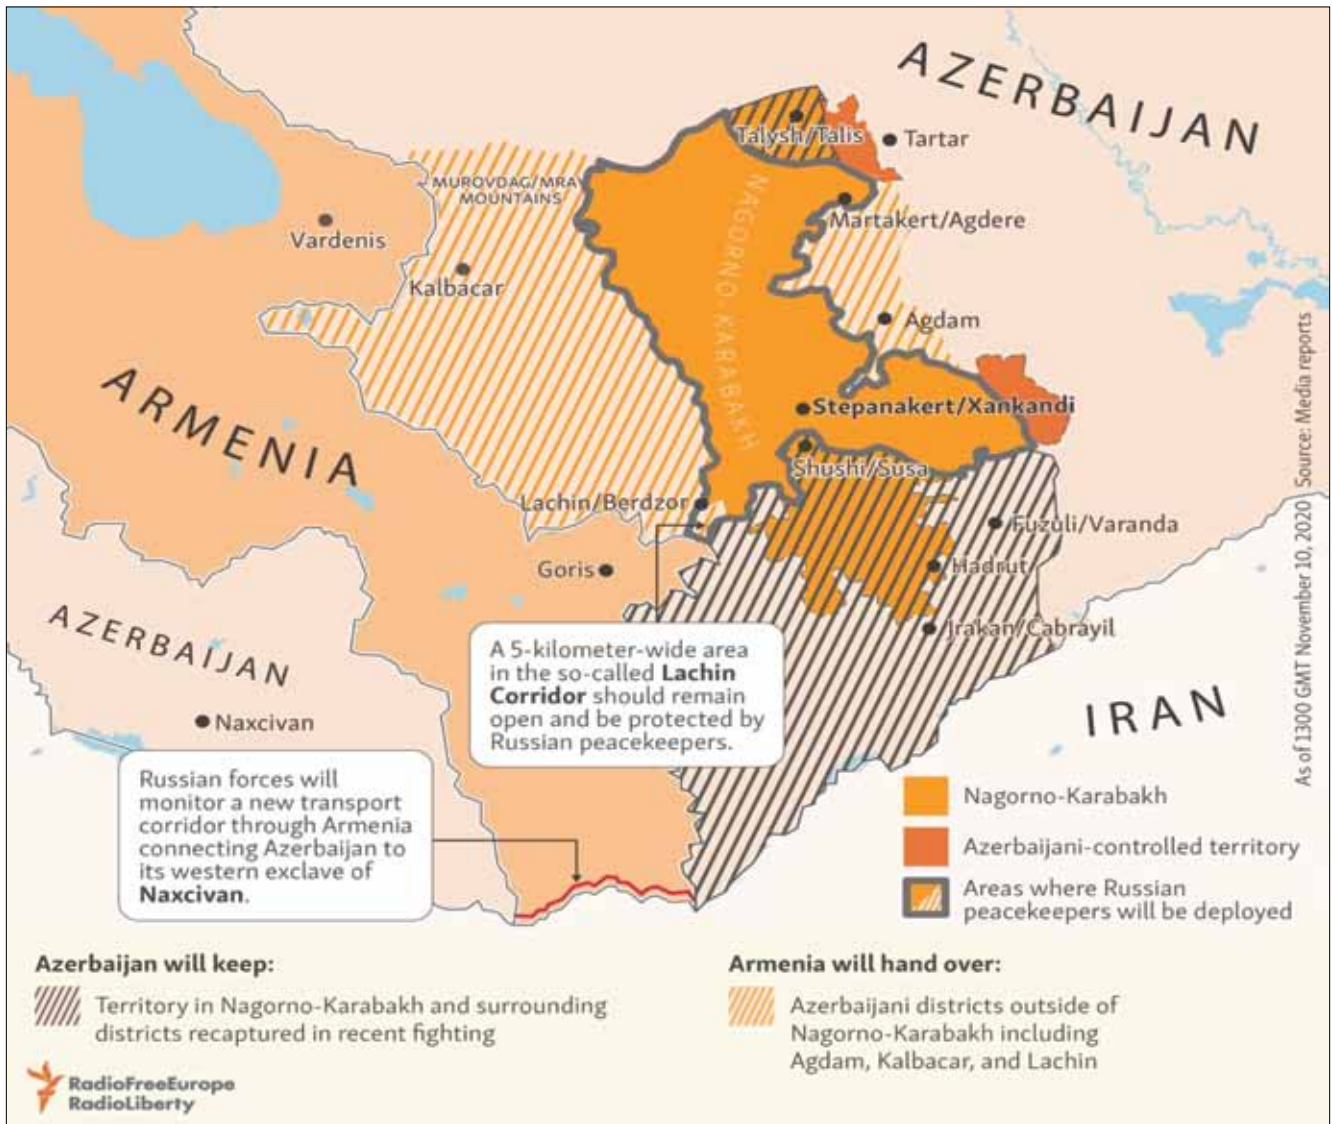 AZERBAIJAN
Talysh/Talis
Tartar
MUROVDAG/MRAV
MOUNTAINS
Martakert/Agdere
Vardenis
Kalbacar
NAGORNO-KARABAKH
Agdam
ARMENIA
Stepanakert/Xankandi
Shushi/Susa
Lachin/Berdzor
Fuzuli/Varanda
Goris
Hadrut
Jrakan/Cabrayil
AZERBAIJAN
Naxcivan
IRAN
A 5-kilometer-wide area
in the so-called Lachin
Corridor should remain
open and be protected by
Russian peacekeepers.
Russian forces will
monitor a new transport
corridor through Armenia
connecting Azerbaijan to
its western exclave of
Naxcivan.
As of 1300 GMT November 10, 2020 Source: Media reports
Nagorno-Karabakh
Azerbaijani-controlled territory
Areas where Russian
peacekeepers will be deployed
Azerbaijan will keep:
Territory in Nagorno-Karabakh and surrounding
districts recaptured in recent fighting
Armenia will hand over:
Azerbaijani districts outside of
Nagorno-Karabakh including
Agdam, Kalbacar, and Lachin
RadioFreeEurope
RadioLiberty